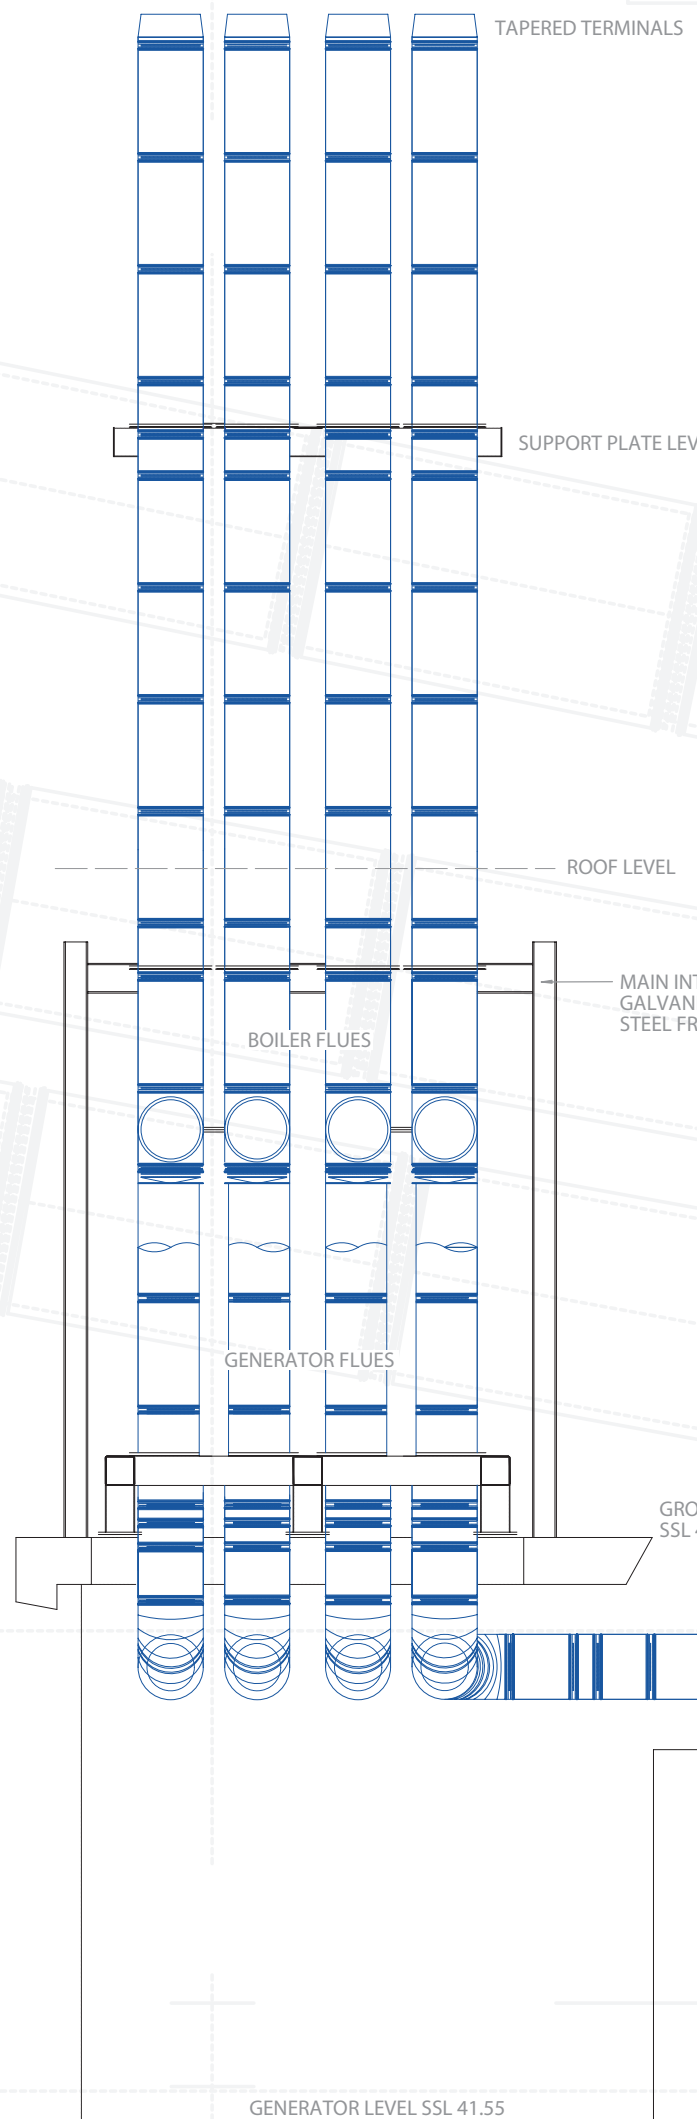 TAPERED TERMINALS
SUPPORT PLATE LEV
ROOF LEVEL
MAIN INT
GALVAN
STEEL FR
BOILER FLUES
GENERATOR FLUES
GRO
SSL
GENERATOR LEVEL SSL 41.55